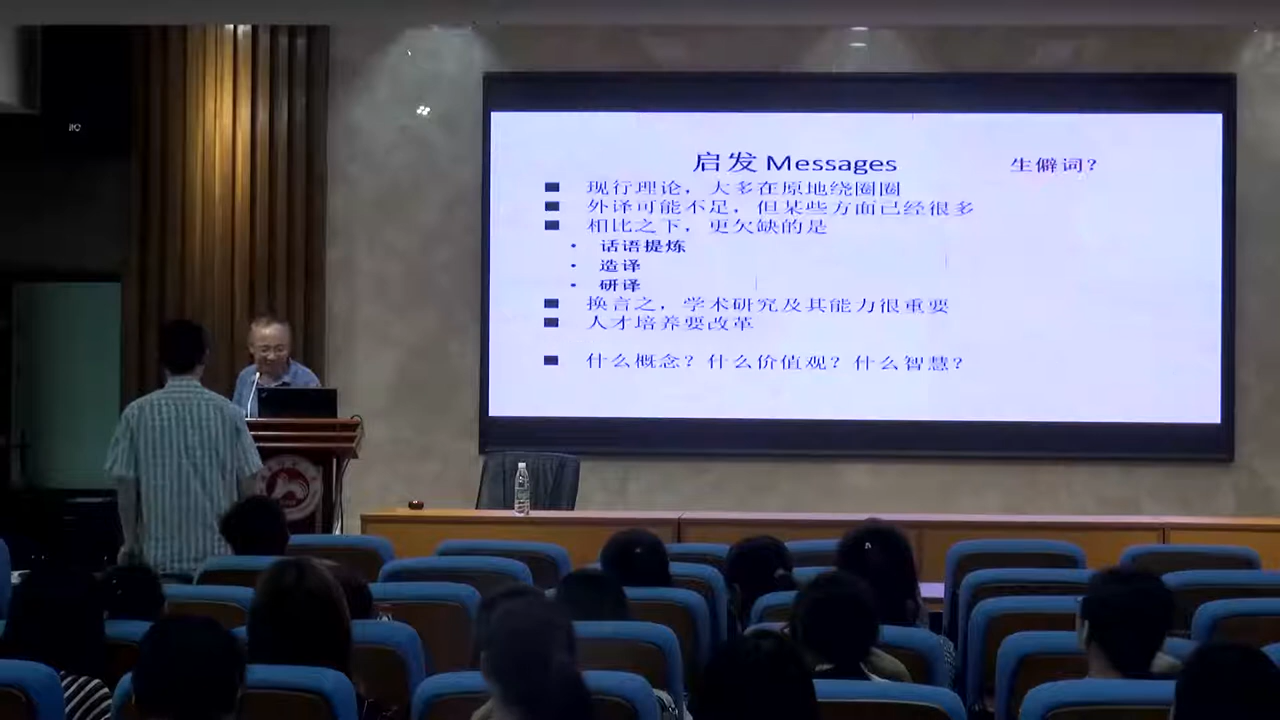 启发 Messages 生僻词？
现行理论，大多在原地绕圈圈
外译可能不足，但某些方面已经很多
相比之下，更欠缺的是
话语提炼
造译
研译
换言之，学术研究及其能力很重要
人才培养要改革
什么概念？什么价值观？什么智慧？